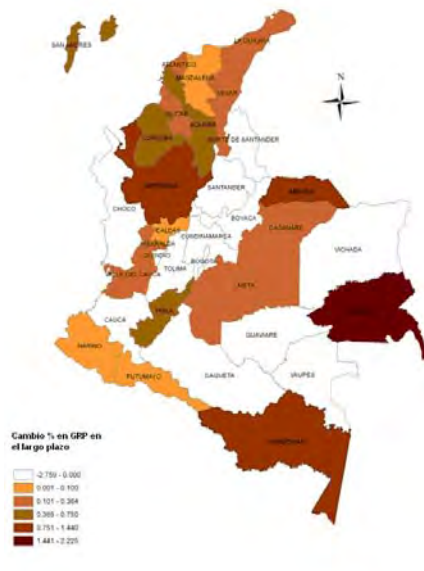 SAN ANDRES
LA GUAJIRA
ATLANTICO
MAGDALENA
CESAR
SUCRE
BOLIVAR
CORDOBA
NORTE DE SANTANDER
ANTIOQUIA
SANTANDER
ARAUCA
CHOCO
BOYACA
CASANARE
CALDAS
CUNDINAMARCA
RISARALDA
VICHADA
QUINDIO
BOGOTA
TOLIMA
VALLE DEL CAUCA
META
HUILA
CAUCA
GUAVIARE
NARIÑO
VAUPES
CAQUETA
PUTUMAYO
AMAZONAS
N
Cambio % en GRP en
el largo plazo
-2.759 - 0.000
0.001 - 0.100
0.101 - 0.364
0.365 - 0.750
0.751 - 1.440
1.441 - 2.225